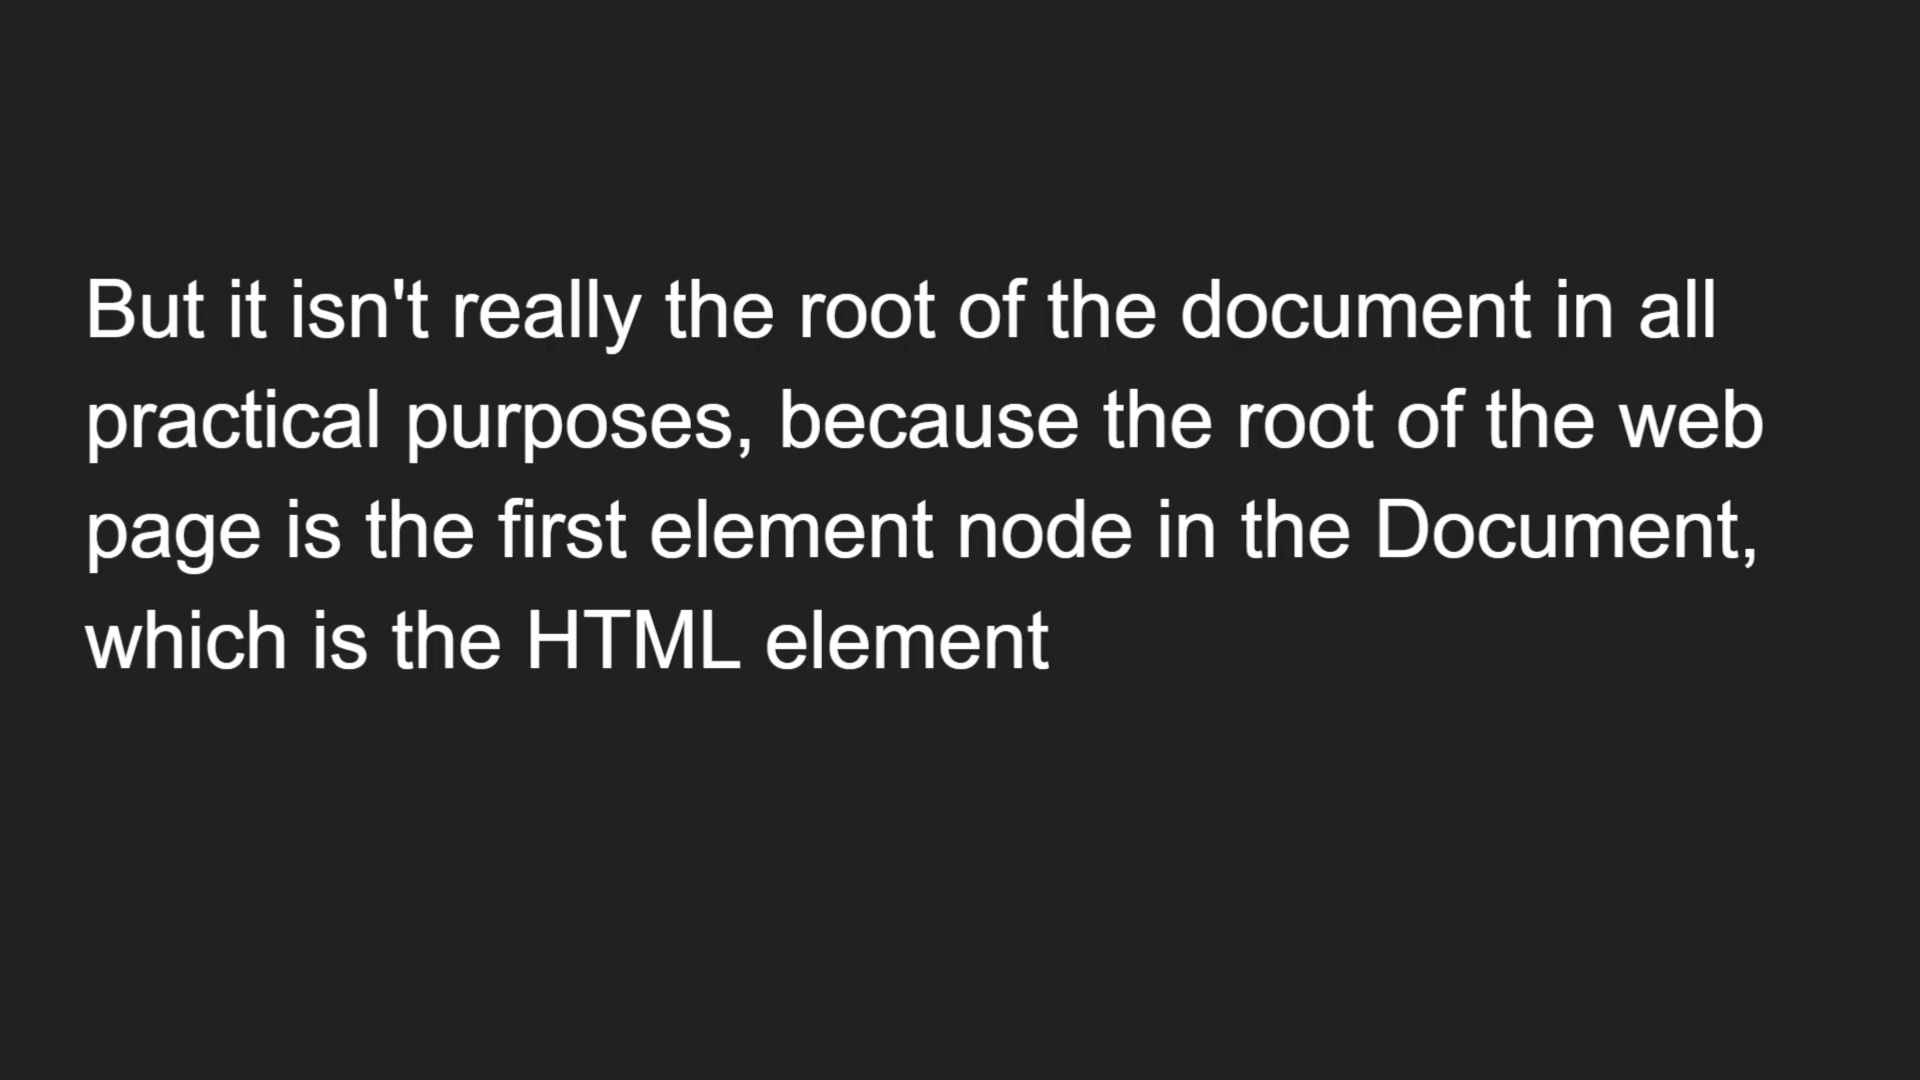 But it isn't really the root of the document in all
practical purposes, because the root of the web
page is the first element node in the Document,
which is the HTML element